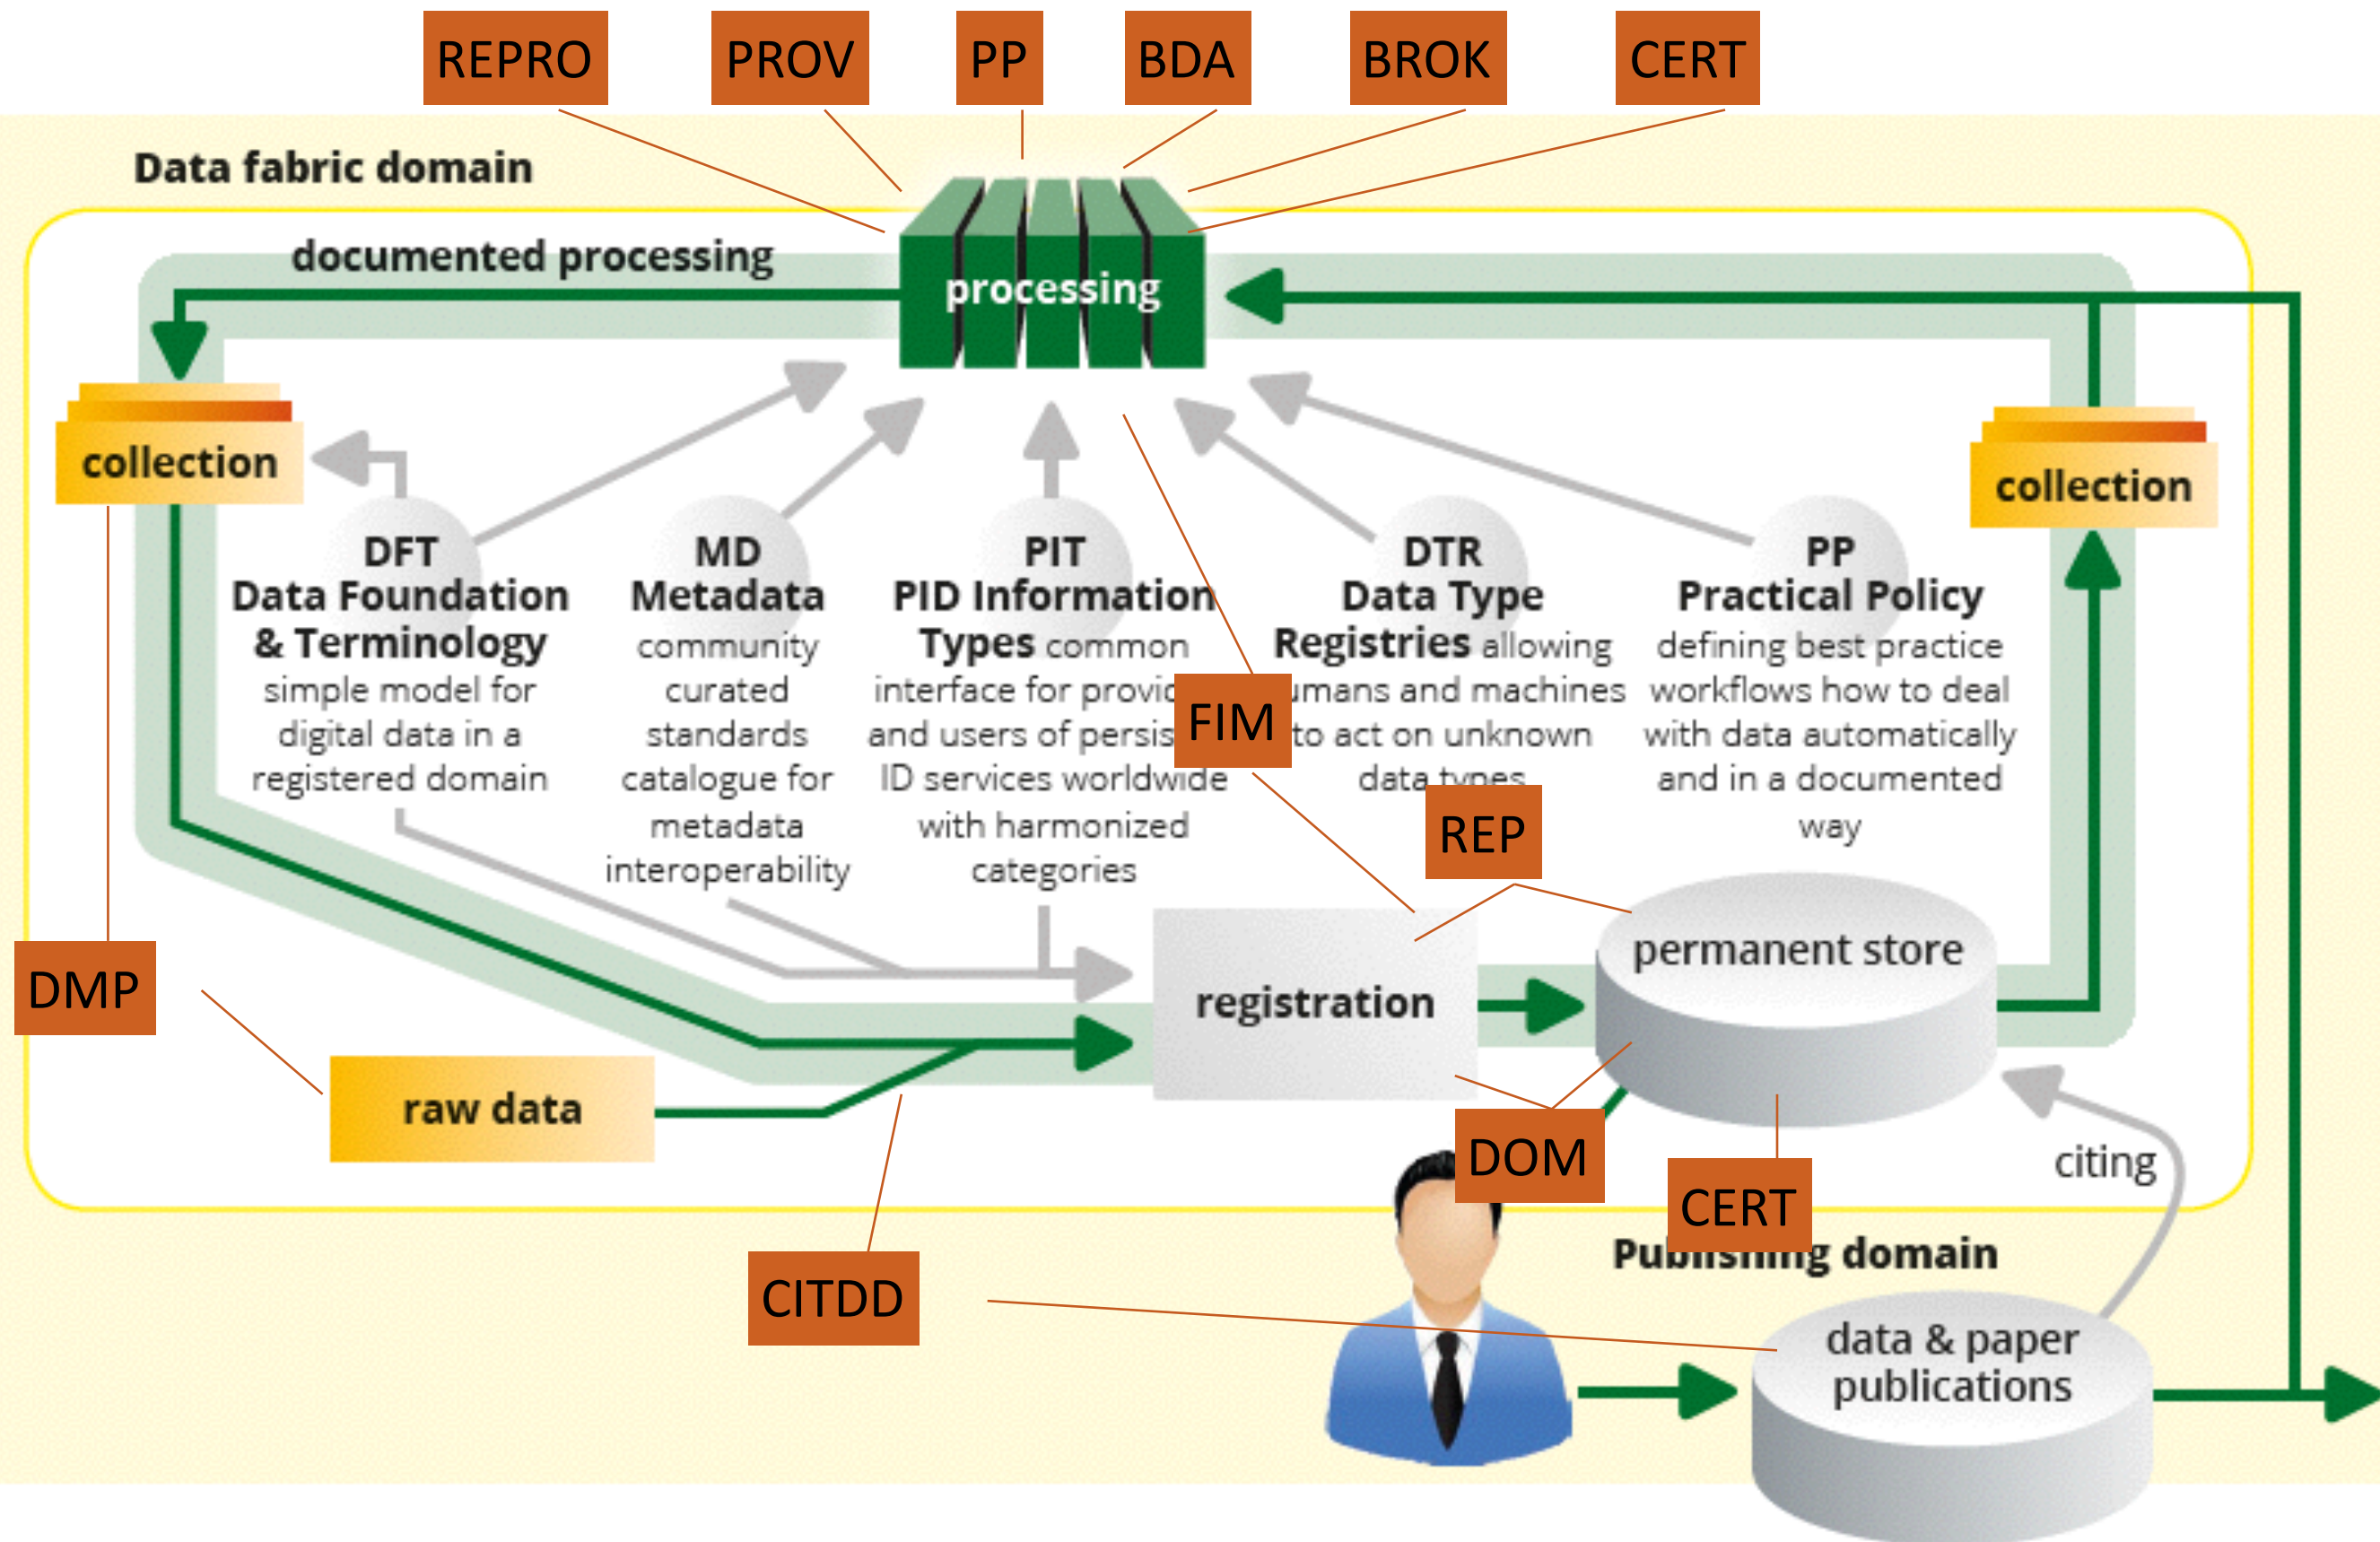 REPRO
PROV
PP
BDA
BROK
CERT
Data fabric domain
documented processing
processing
collection
collection
DFT
Data Foundation
& Terminology
simple model for
digital data in a
registered domain
MD
Metadata
community
curated
standards
catalogue for
metadata
interoperability
PIT
PID Information
Types common
interface for
and users of
ID services worldwide
with harmonized
categories
DTR
Data Type
Registries allowing
and machines
to act on unknown
data types
PP
Practical Policy
defining best practice
workflows how to deal
with data automatically
and in a documented
way
FIM
REP
DMP
permanent store
registration
raw data
DOM
CERT
citing
Publishing domain
CITDD
data & paper
publications